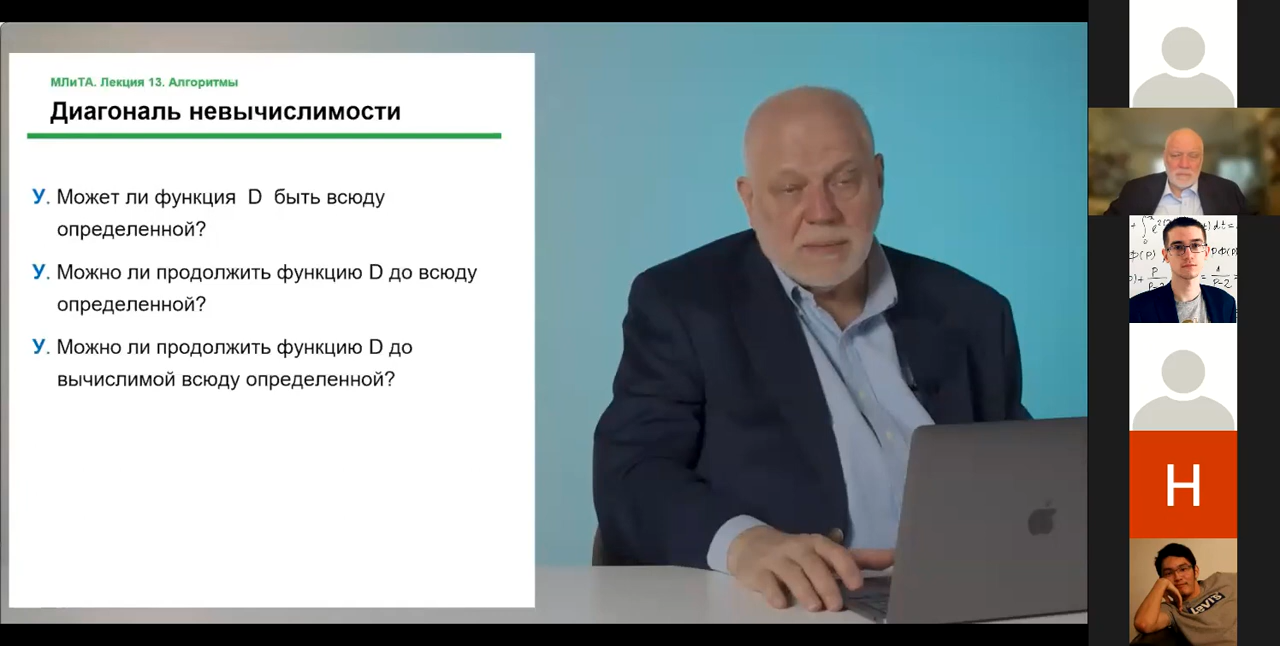 МЛиТА. Лекция 13. Алгоритмы
Диагональ невычислимости
У. Может ли функция D быть всюду
определенной?
У. Можно ли продолжить функцию D до всюду
определенной?
У. Можно ли продолжить функцию D до
вычислимой всюду определенной?
H
LEVI'S